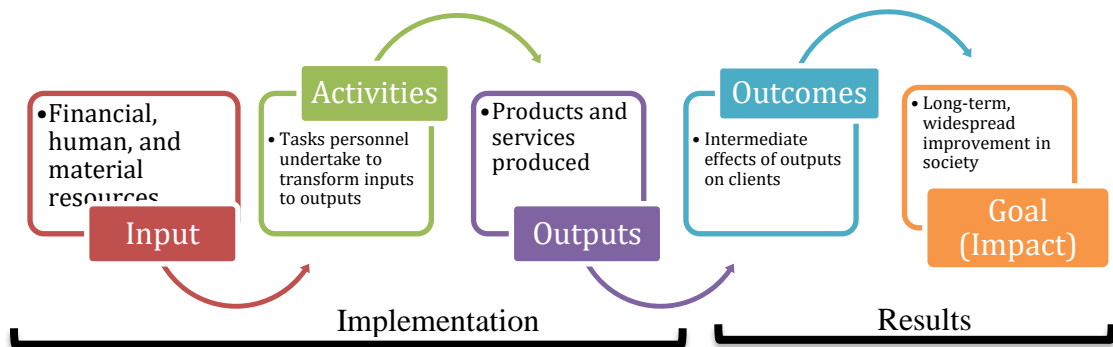 •Financial,
human, and
material
resources
Input
Activities
• Tasks personnel
undertake to
transform inputs
to outputs
•Products and
services
produced
Outputs
Outcomes
• Intermediate
effects of outputs
on clients
• Long-term,
widespread
improvement in
society
Goal
(Impact)
Implementation
Results